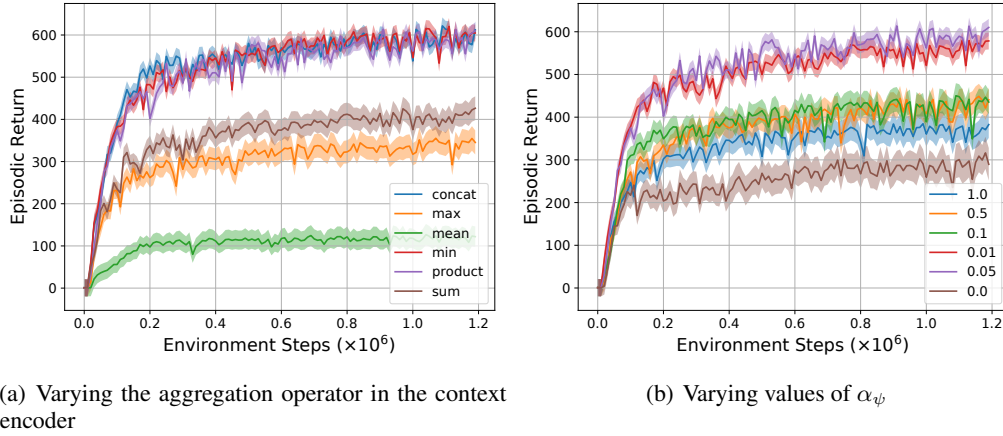 600
500
400
300
200
100
0
Episodic Return
concat
max
mean
min
product
sum
0.0 0.2 0.4 0.6 0.8 1.0 1.2
Environment Steps (×10⁶)
(a) Varying the aggregation operator in the context
encoder
600
500
400
300
200
100
0
Episodic Return
1.0
0.5
0.1
0.01
0.05
0.0
0.0 0.2 0.4 0.6 0.8 1.0 1.2
Environment Steps (×10⁶)
(b) Varying values of αψ